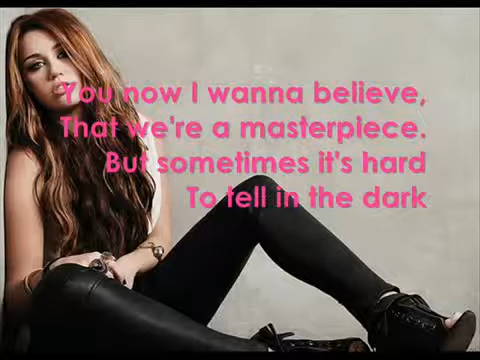 You now I wanna believe,
That we're a masterpiece.
But sometimes it's hard
To tell in the dark